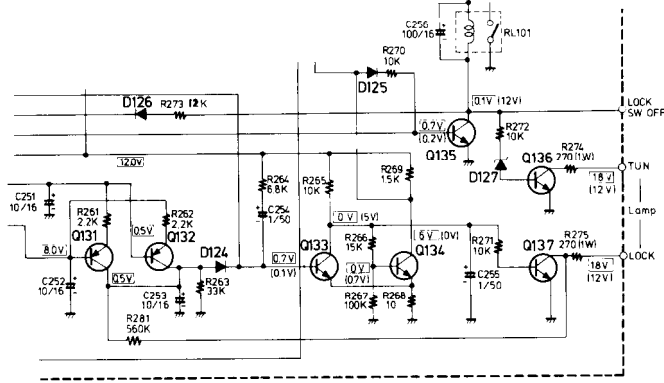 C256
100/16
RL101
R270
10K
D125
D126
R273 12K
0.1V (12V)
LOCK
SW OFF
0.7V
(0.2V)
Q135
R272
10K
Q136
R274
270 (1W)
TUN
12.0V
R264
6.8K
R265
10K
R269
1.5K
D127
18V
(12V)
C251
10/16
R261
2.2K
R262
2.2K
C254
1/50
0V (5V)
Lamp
Q131
0.5V
Q132
D124
R266
15K
6V (0V)
R271
10K
R275
270 (1W)
8.0V
0.7V
(0.1V)
Q133
Q134
Q137
LOCK
0V
(0.7V)
18V
(12V)
C252
10/16
0.5V
C253
10/16
R263
33K
C255
1/50
R267
100K
R268
10
R281
560K